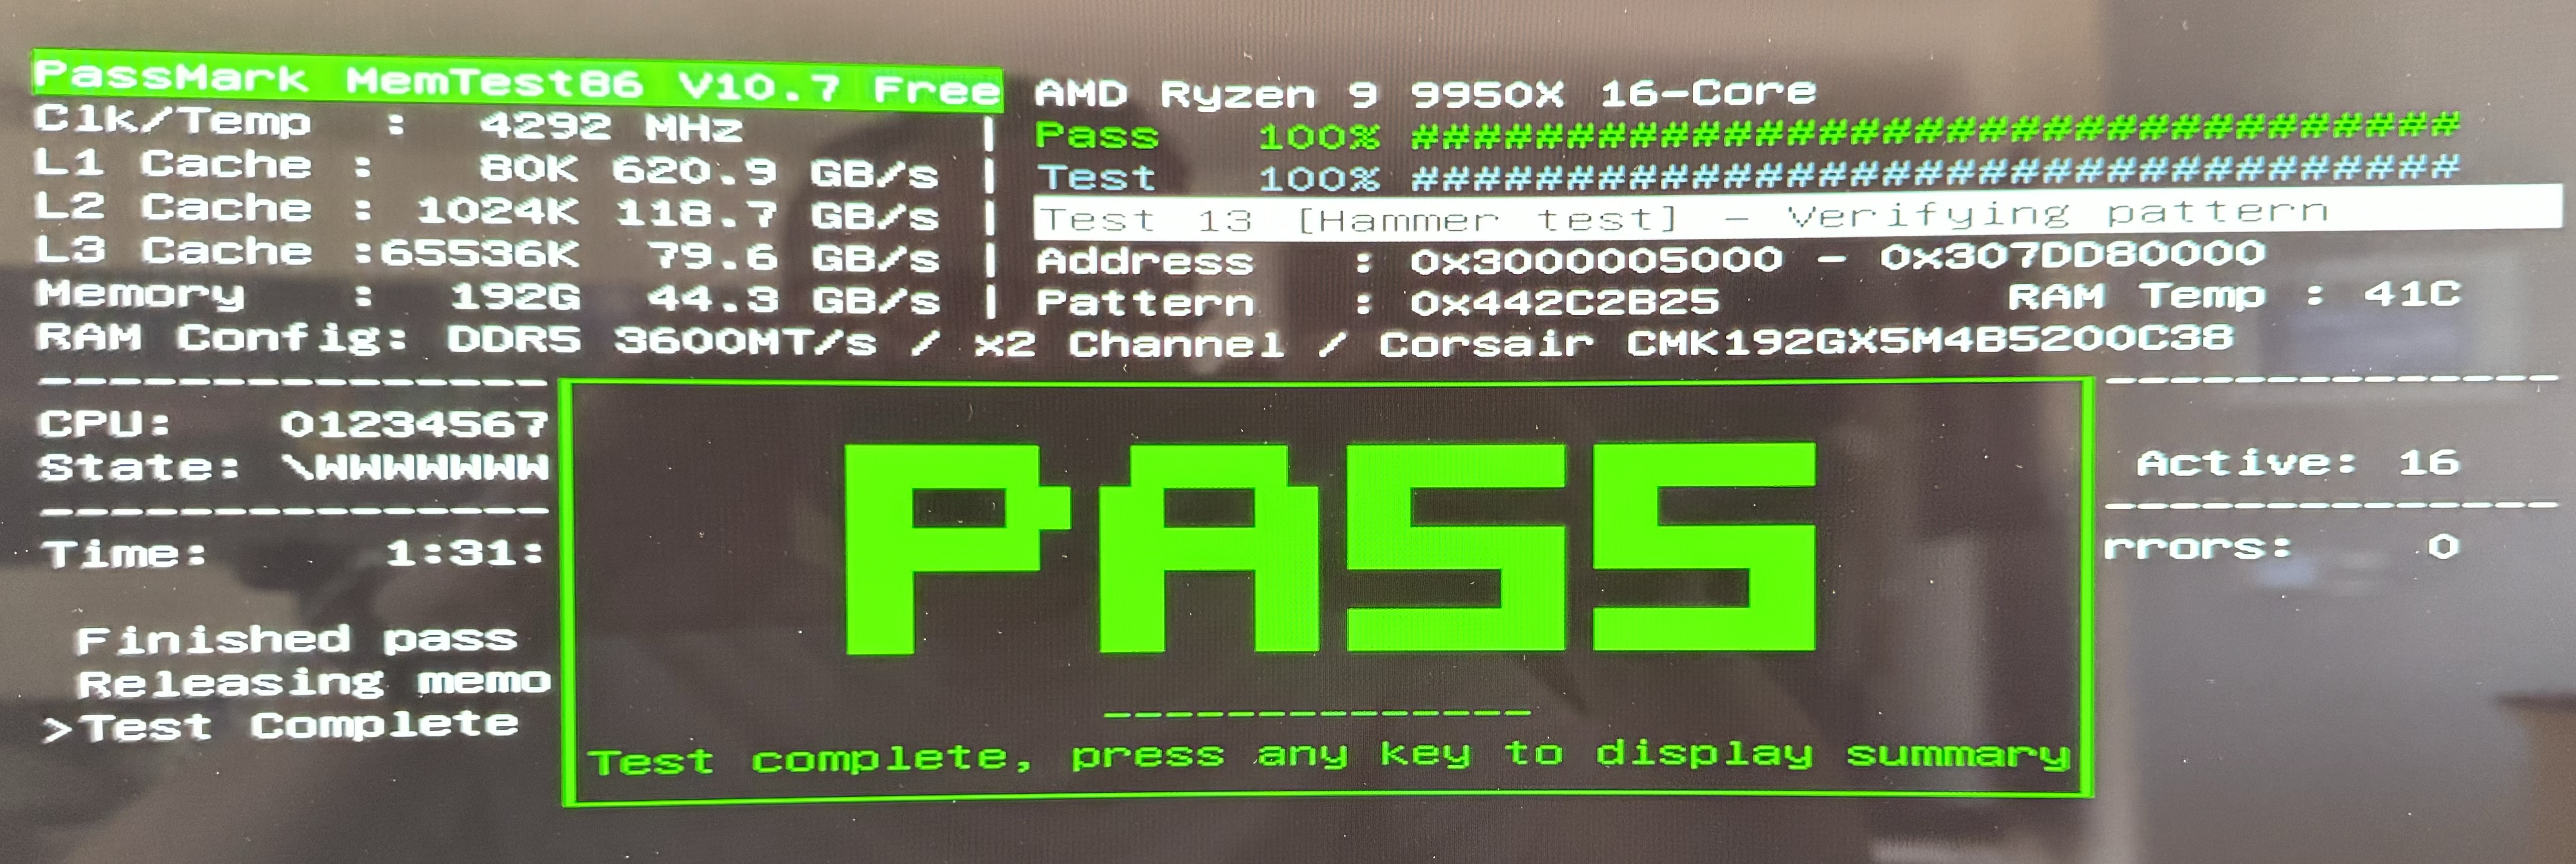 PassMark MemTest86 V10.7 Free AMD Ryzen 9 9950X 16-Core
Clk/Temp : 4292 MHz | Pass 100% ##################################
L1 Cache : 80K 620.9 GB/s | Test 100% ##################################
L2 Cache : 1024K 118.7 GB/s | Test 13 [Hammer test] - Verifying pattern
L3 Cache :65536K 79.6 GB/s | Address : 0x3000005000 - 0x307DD80000
Memory : 192G 44.3 GB/s | Pattern : 0x442C2B25 RAM Temp : 41C
RAM Config: DDR5 3600MT/s / x2 Channel / Corsair CMK192GX5M4B5200C38
CPU: 01234567
State: \WWWWWWW Active: 16
Time: 1:31: rrors: 0
PASS
Finished pass
Releasing memo
>Test Complete
Test complete, press any key to display summary